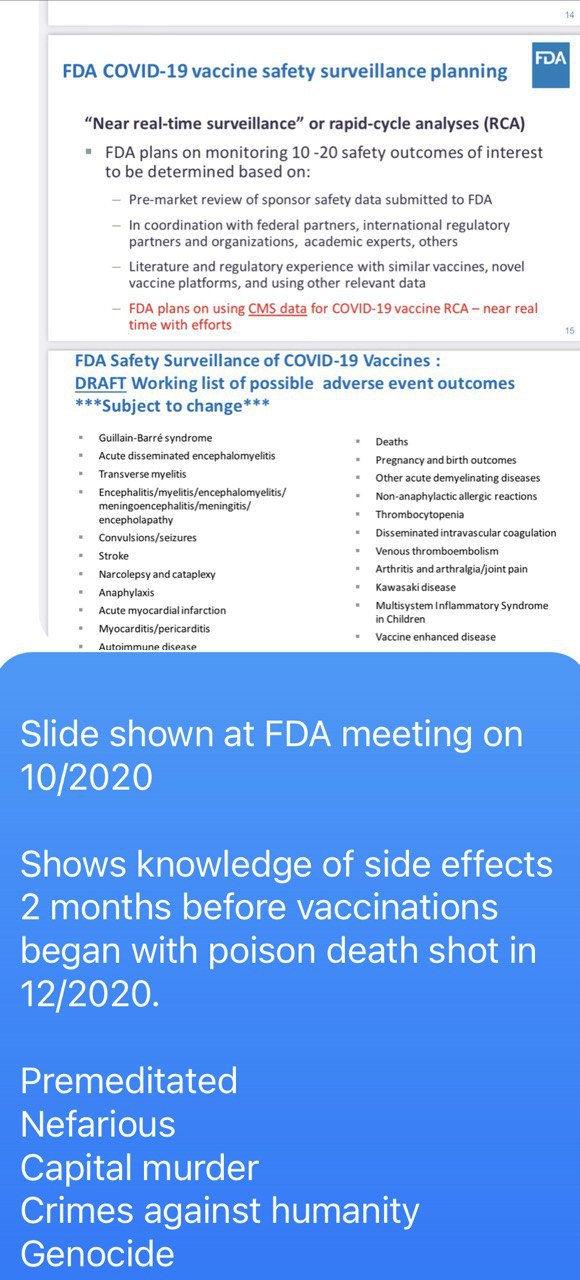 14
FDA COVID-19 vaccine safety surveillance planning
FDA
“Near real-time surveillance” or rapid-cycle analyses (RCA)
▪ FDA plans on monitoring 10 -20 safety outcomes of interest
to be determined based on:
– Pre-market review of sponsor safety data submitted to FDA
– In coordination with federal partners, international regulatory
partners and organizations, academic experts, others
– Literature and regulatory experience with similar vaccines, novel
vaccine platforms, and using other relevant data
– FDA plans on using CMS data for COVID-19 vaccine RCA – near real
time with efforts
15
FDA Safety Surveillance of COVID-19 Vaccines :
DRAFT Working list of possible adverse event outcomes
***Subject to change***
▪ Guillain-Barré syndrome
▪ Acute disseminated encephalomyelitis
▪ Transverse myelitis
▪ Encephalitis/myelitis/encephalomyelitis/
meningoencephalitis/meningitis/
encepholapathy
▪ Convulsions/seizures
▪ Stroke
▪ Narcolepsy and cataplexy
▪ Anaphylaxis
▪ Acute myocardial infarction
▪ Myocarditis/pericarditis
▪ Autoimmune disease
▪ Deaths
▪ Pregnancy and birth outcomes
▪ Other acute demyelinating diseases
▪ Non-anaphylactic allergic reactions
▪ Thrombocytopenia
▪ Disseminated intravascular coagulation
▪ Venous thromboembolism
▪ Arthritis and arthralgia/joint pain
▪ Kawasaki disease
▪ Multisystem Inflammatory Syndrome
in Children
▪ Vaccine enhanced disease
Slide shown at FDA meeting on
10/2020
Shows knowledge of side effects
2 months before vaccinations
began with poison death shot in
12/2020.
Premeditated
Nefarious
Capital murder
Crimes against humanity
Genocide